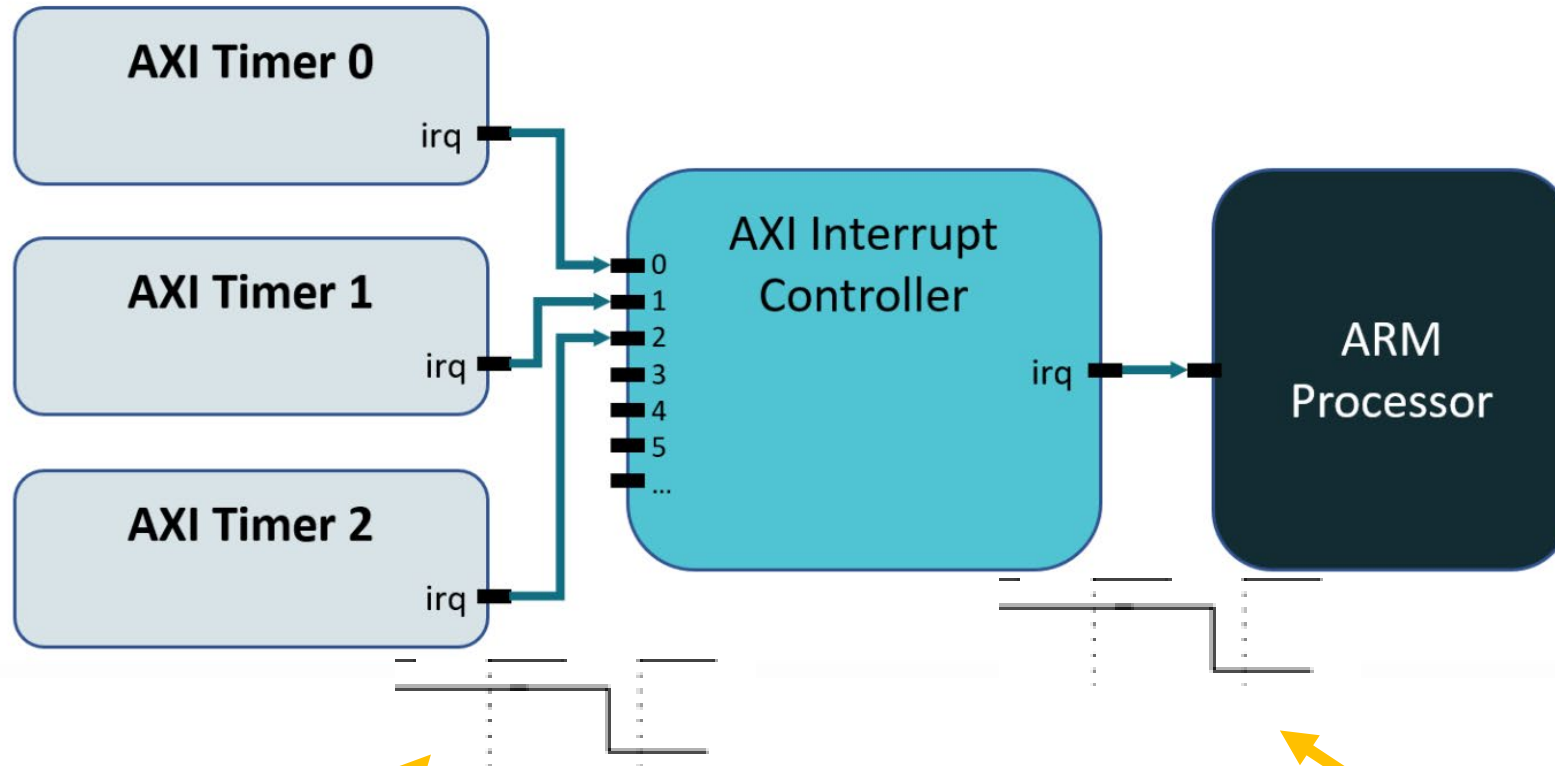 AXI Timer 0
irq
AXI Timer 1
irq
AXI Timer 2
irq
AXI Interrupt
Controller
0
1
2
3
4
5
...
irq
ARM
Processor